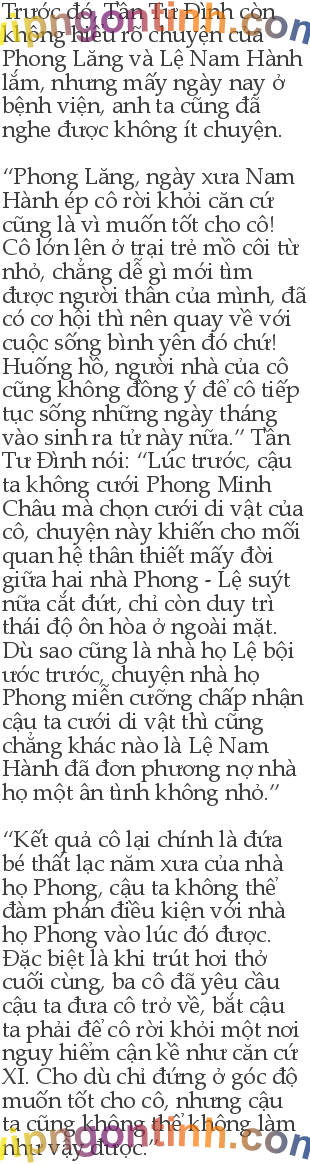 Trước đó, Tần Tư Đình còn
không hiểu rõ chuyện của
Phong Lăng và Lệ Nam Hành
lắm, nhưng mấy ngày nay ở
bệnh viện, anh ta cũng đã
nghe được không ít chuyện.

“Phong Lăng, ngày xưa Nam
Hành ép cô rời khỏi căn cứ
cũng là vì muốn tốt cho cô!
Cô lớn lên ở trại trẻ mồ côi từ
nhỏ, chẳng dễ gì mới tìm
được người thân của mình, đã
có cơ hội thì nên quay về với
cuộc sống bình yên đó chứ!
Huống hồ, người nhà của cô
cũng không đồng ý để cô tiếp
tục sống những ngày tháng
vào sinh ra tử này nữa.” Tần
Tư Đình nói: “Lúc trước, cậu
ta không cưới Phong Minh
Châu mà chọn cưới di vật của
cô, chuyện này khiến cho mối
quan hệ thân thiết mấy đời
giữa hai nhà Phong - Lệ suýt
nữa cắt đứt, chỉ còn duy trì
thái độ ôn hòa ở ngoài mặt.
Dù sao cũng là nhà họ Lệ bội
ước trước, chuyện nhà họ
Phong miễn cưỡng chấp nhận
cậu ta cưới di vật thì cũng
chẳng khác nào là Lệ Nam
Hành đã đơn phương nợ nhà
họ một ân tình không nhỏ.”

“Kết quả cô lại chính là đứa
bé thất lạc năm xưa của nhà
họ Phong, cậu ta không thể
đàm phán điều kiện với nhà
họ Phong vào lúc đó được.
Đặc biệt là khi trút hơi thở
cuối cùng, ba cô đã yêu cầu
cậu ta đưa cô trở về, bắt cậu
ta phải để cô rời khỏi một nơi
nguy hiểm cận kề như căn cứ
XI. Cho dù chỉ đứng ở góc độ
muốn tốt cho cô, nhưng cậu
ta cũng không thể không làm
như vậy được.”
vipngontinh.com
vipngontinh.com